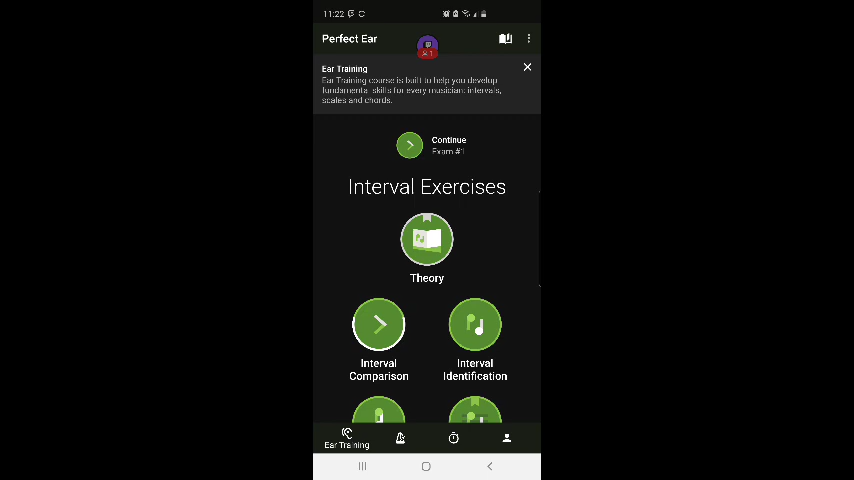 11:22
Perfect Ear
1
Ear Training
Ear Training course is built to help you develop
fundamental skills for every musician: intervals,
scales and chords.
Continue
Exam #1
Interval Exercises
Theory
Interval
Comparison
Interval
Identification
Ear Training